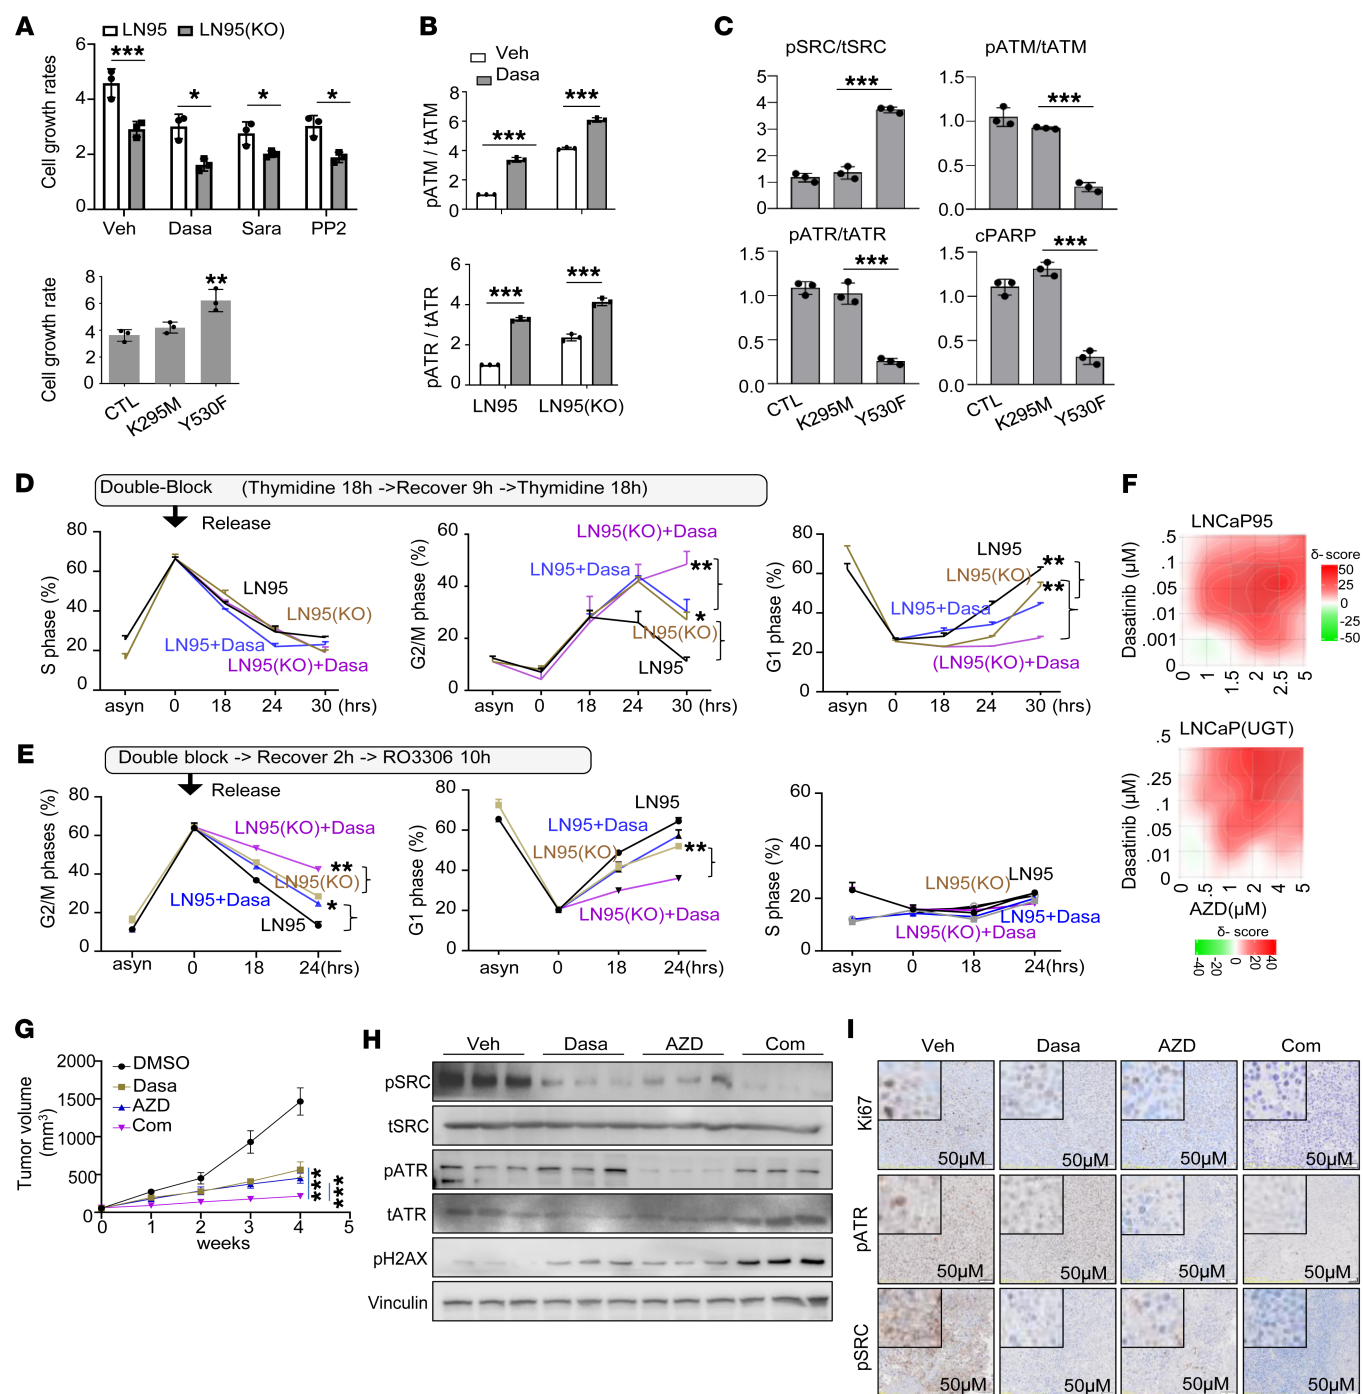 A
LN95 LN95(KO)
Cell growth rates
6
4
2
0
***
*
*
*
Veh Dasa Sara PP2
Cell growth rate
8
6
4
2
0
**
CTL K295M Y530F
B
Veh
Dasa
pATM / tATM
8
6
4
2
0
***
***
pATR / tATR
6
4
2
0
***
***
LN95 LN95(KO)
C
pSRC/tSRC
5
4
3
2
1
0
***
pATM/tATM
1.5
1.0
0.5
0.0
***
pATR/tATR
1.5
1.0
0.5
0.0
***
CTL K295M Y530F
cPARP
1.5
1.0
0.5
0.0
***
CTL K295M Y530F
D
Double-Block (Thymidine 18h ->Recover 9h ->Thymidine 18h)
Release
S phase (%)
80
60
40
20
0
LN95
LN95(KO)
LN95+Dasa
LN95(KO)+Dasa
asyn 0 18 24 30 (hrs)
G2/M phase (%)
60
40
20
0
LN95(KO)+Dasa
LN95+Dasa
**
*
LN95(KO)
LN95
asyn 0 18 24 30 (hrs)
G1 phase (%)
80
60
40
20
0
LN95
**
LN95(KO)
**
LN95+Dasa
(LN95(KO)+Dasa
asyn 0 18 24 30 (hrs)
E
Double block -> Recover 2h -> RO3306 10h
Release
G2/M phases (%)
80
60
40
20
0
LN95(KO)+Dasa
**
LN95(KO)
LN95+Dasa
*
LN95
asyn 0 18 24(hrs)
G1 phase (%)
80
60
40
20
0
LN95
LN95+Dasa
LN95(KO)
**
LN95(KO)+Dasa
asyn 0 18 24(hrs)
S phase (%)
60
40
20
0
LN95(KO)
LN95
LN95+Dasa
LN95(KO)+Dasa
asyn 0 18 24(hrs)
F
LNCaP95
Dasatinib (µM)
.5
.1
.05
.01
.001
0
0 1 1.5 2 2.5 5
δ- score
50
25
0
-25
-50
LNCaP(UGT)
Dasatinib (µM)
.5
.25
.1
.05
.01
0
0 .5 1 2 4 5
AZD(µM)
δ- score
-40 -20 0 20 40
G
Tumor volume
(mm³)
2000
1500
1000
500
0
DMSO
Dasa
AZD
Com
***
***
0 1 2 3 4 5
weeks
H
Veh Dasa AZD Com
pSRC
tSRC
pATR
tATR
pH2AX
Vinculin
I
Veh Dasa AZD Com
Ki67
50µM 50µM 50µM 50µM
pATR
50µM 50µM 50µM 50µM
pSRC
50µM 50µM 50µM 50µM